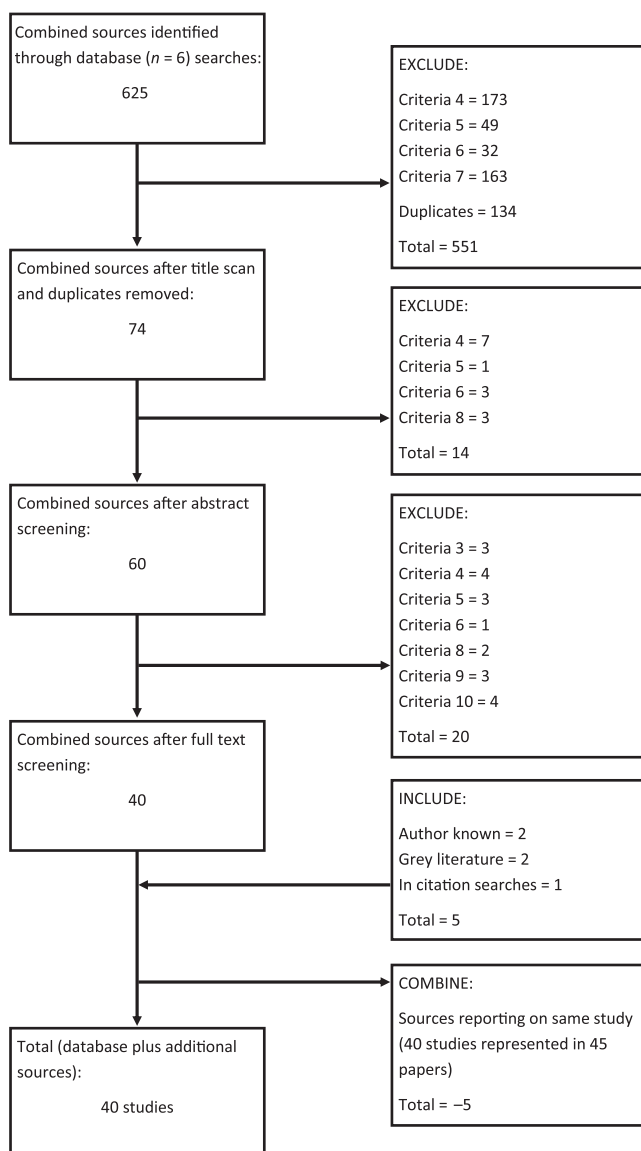 Combined sources identified
through database (n = 6) searches:
625
EXCLUDE:
Criteria 4 = 173
Criteria 5 = 49
Criteria 6 = 32
Criteria 7 = 163
Duplicates = 134
Total = 551
Combined sources after title scan
and duplicates removed:
74
EXCLUDE:
Criteria 4 = 7
Criteria 5 = 1
Criteria 6 = 3
Criteria 8 = 3
Total = 14
Combined sources after abstract
screening:
60
EXCLUDE:
Criteria 3 = 3
Criteria 4 = 4
Criteria 5 = 3
Criteria 6 = 1
Criteria 8 = 2
Criteria 9 = 3
Criteria 10 = 4
Total = 20
Combined sources after full text
screening:
40
INCLUDE:
Author known = 2
Grey literature = 2
In citation searches = 1
Total = 5
COMBINE:
Sources reporting on same study
(40 studies represented in 45
papers)
Total = −5
Total (database plus additional
sources):
40 studies